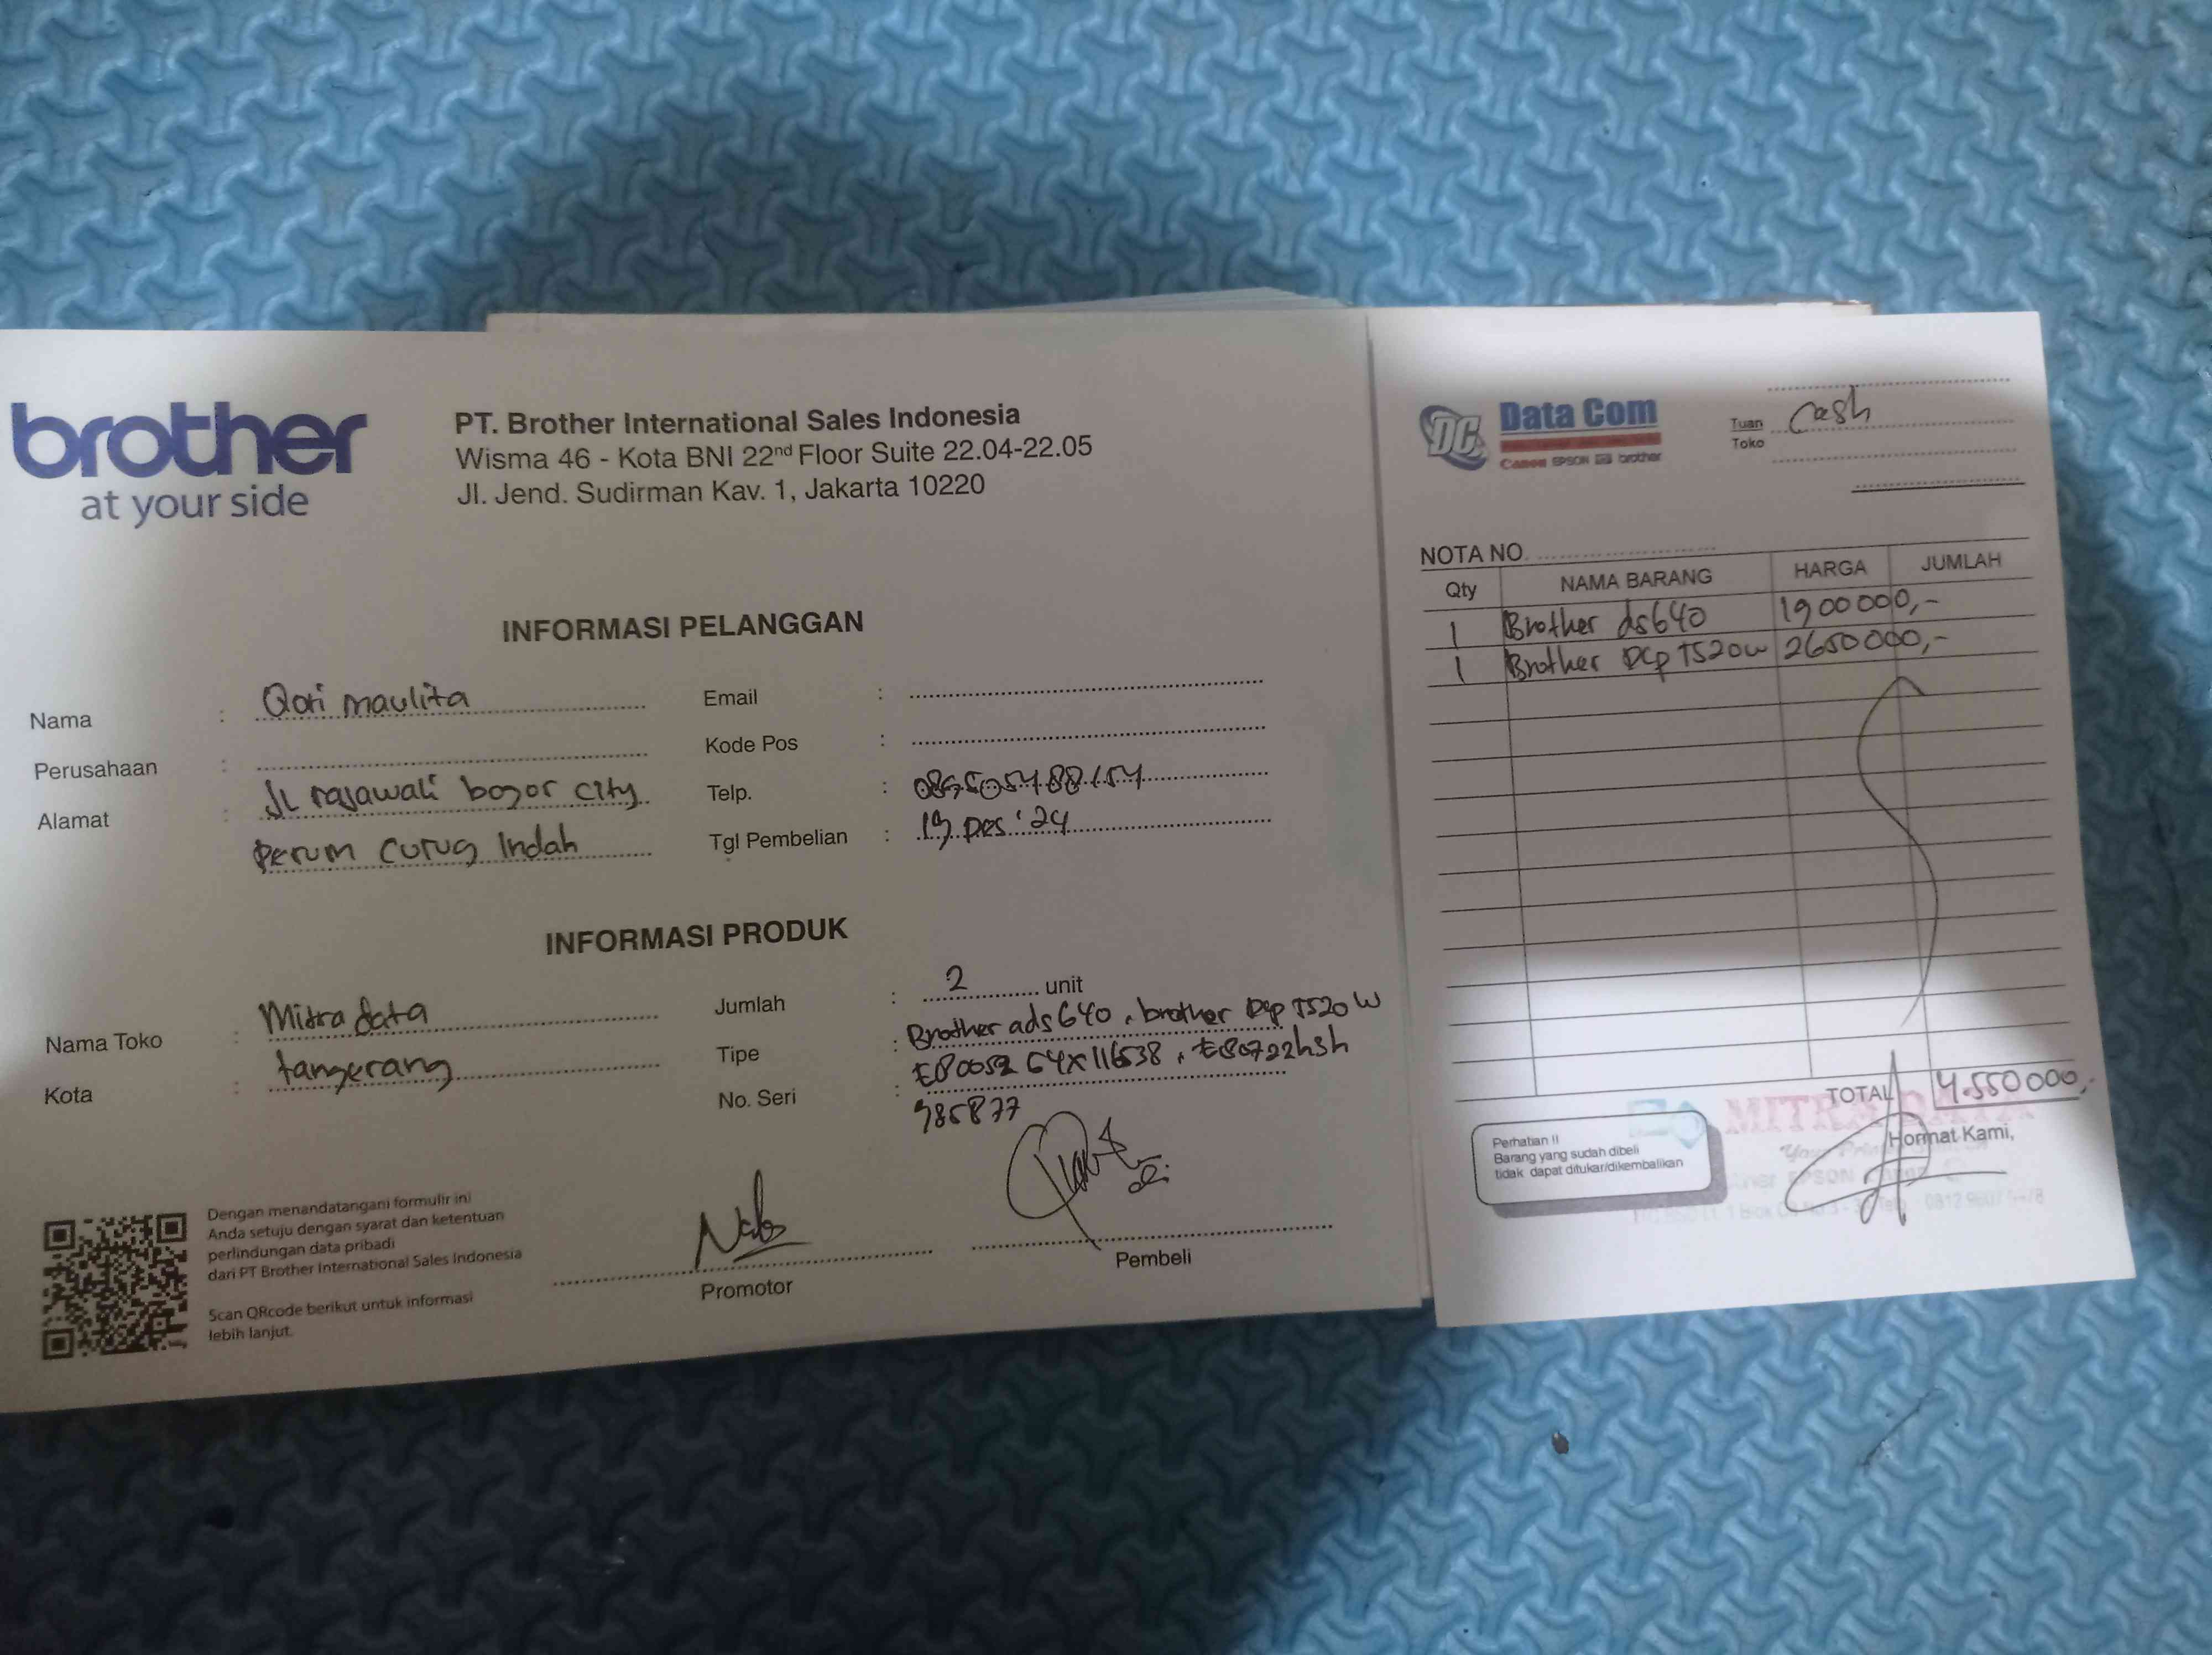 brother
at your side
PT. Brother International Sales Indonesia
Wisma 46 - Kota BNI 22nd Floor Suite 22.04-22.05
Jl. Jend. Sudirman Kav. 1, Jakarta 10220
INFORMASI PELANGGAN
Nama : Qori maulita
Perusahaan :
Alamat : JL rajawali bogor city
perum curug Indah
Email :
Kode Pos :
Telp. :
Tgl Pembelian : 19 Des '24
INFORMASI PRODUK
Nama Toko : Mitra data
Kota : tangerang
Jumlah : 2 unit
Tipe : Brother ads 640, brother Dcp T520 W
No. Seri :
985877
Dengan menandatangani formulir ini
Anda setuju dengan syarat dan ketentuan
perlindungan data pribadi
dari PT Brother International Sales Indonesia
Scan QRcode berikut untuk informasi
lebih lanjut.
Promotor
Pembeli
DC Data Com
Canon EPSON brother
Tuan
Toko
Cash
NOTA NO.
Qty NAMA BARANG HARGA JUMLAH
1 Brother ds640 1900000,-
1 Brother Dcp T520w 2650000,-
TOTAL 4.550000,-
Perhatian !!
Barang yang sudah dibeli
tidak dapat ditukar/dikembalikan
Hormat Kami,
MITRA DATA